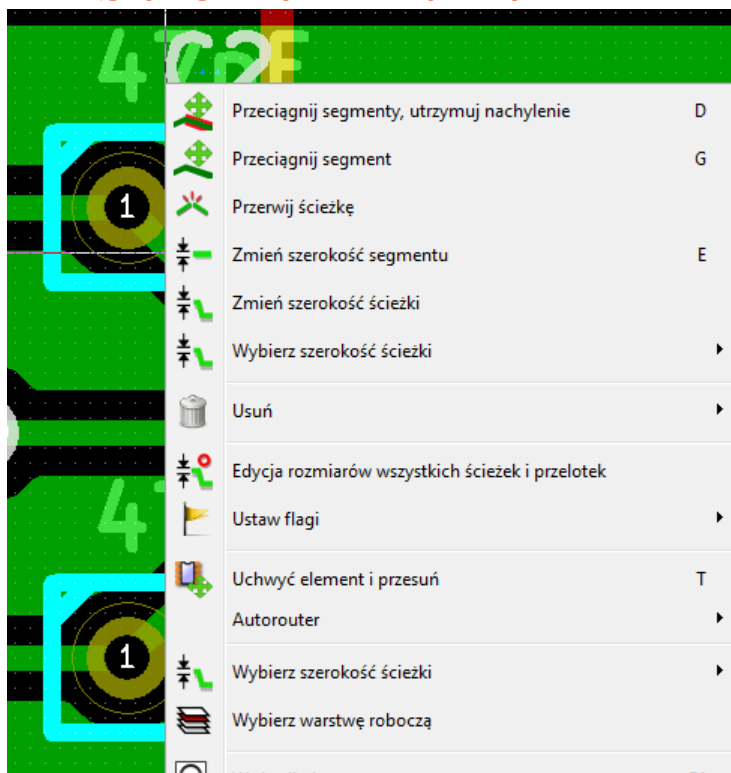 C2
Przeciągnij segmenty, utrzymuj nachylenie D
Przeciągnij segment G
Przerwij ścieżkę
1
Zmień szerokość segmentu E
Zmień szerokość ścieżki
Wybierz szerokość ścieżki
Usuń
Edycja rozmiarów wszystkich ścieżek i przelotek
Ustaw flagi
Uchwyć element i przesuń T
Autorouter
1
Wybierz szerokość ścieżki
Wybierz warstwę roboczą